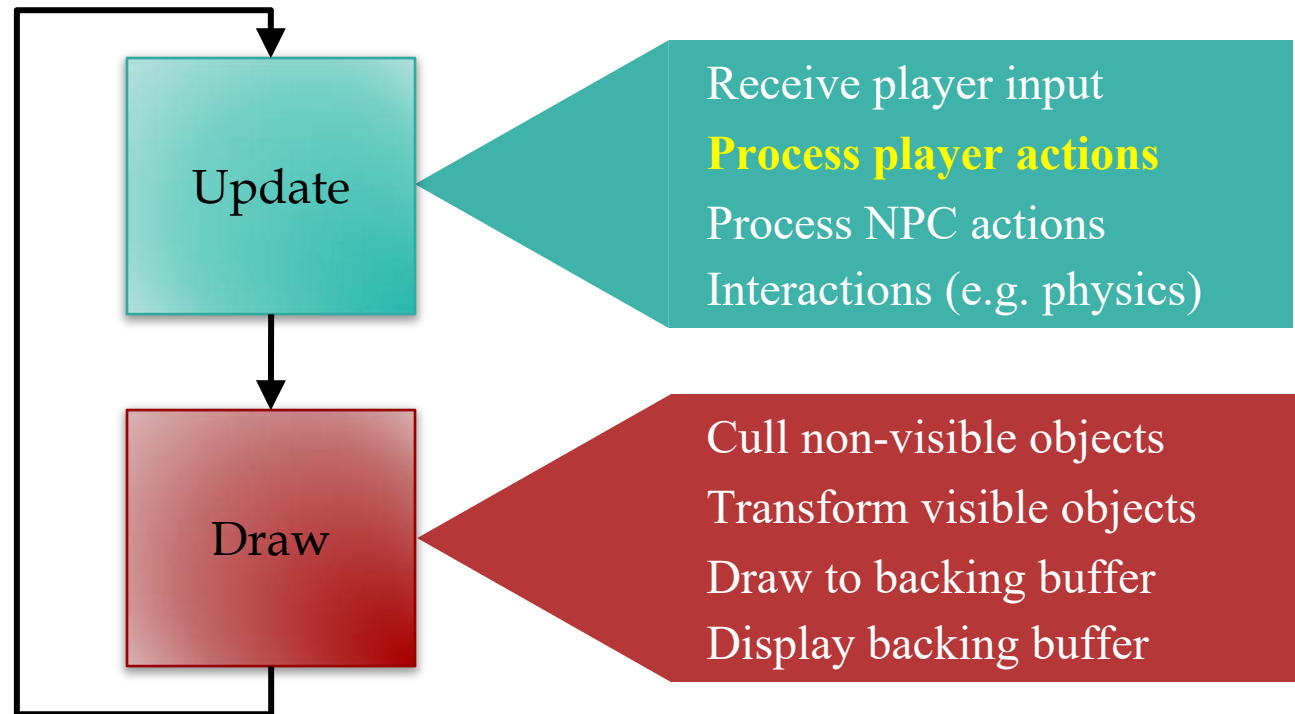 Update
Receive player input
Process player actions
Process NPC actions
Interactions (e.g. physics)
Draw
Cull non-visible objects
Transform visible objects
Draw to backing buffer
Display backing buffer